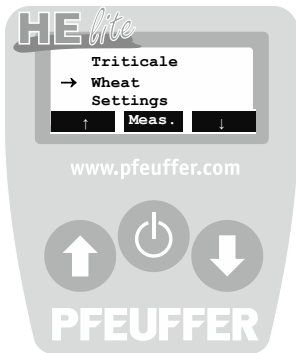 HE lite
Triticale
→ Wheat
Settings
↑ Meas. ↓
www.pfeuffer.com
PFEUFFER